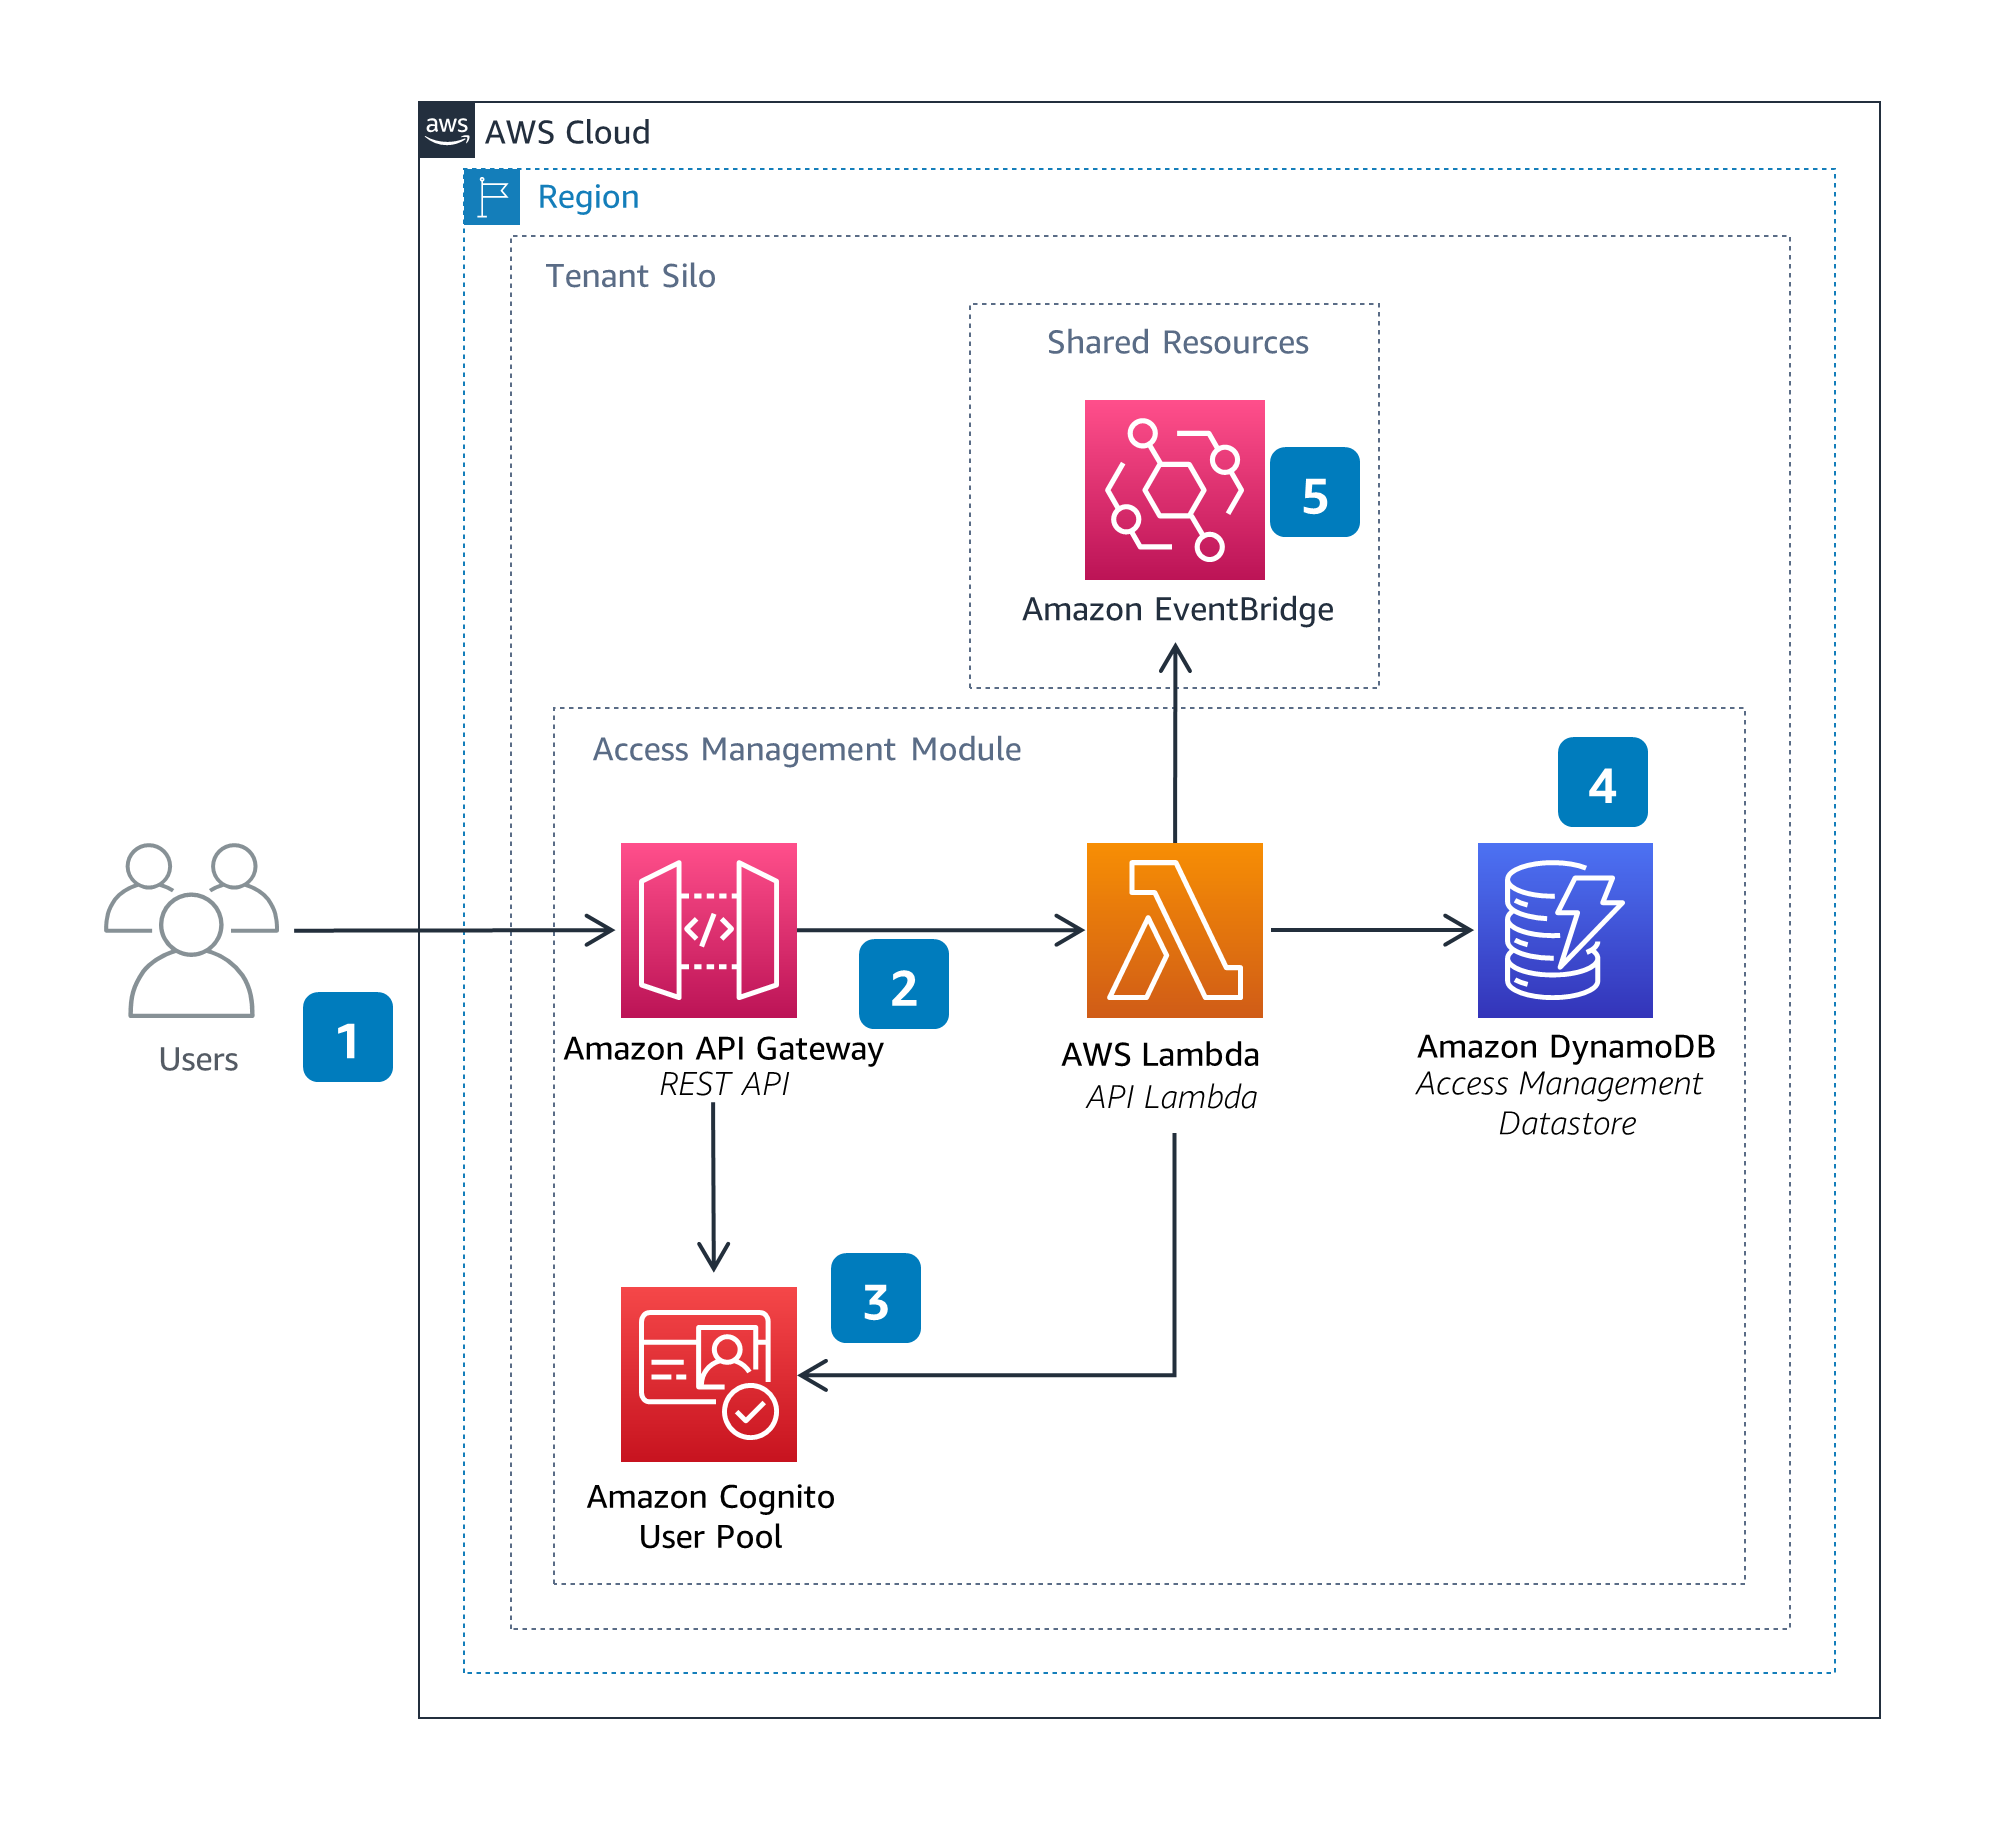 aws
AWS Cloud
Region
Tenant Silo
Shared Resources
5
Amazon EventBridge
Access Management Module
4
</>
2
Amazon API Gateway
REST API
AWS Lambda
API Lambda
Amazon DynamoDB
Access Management
Datastore
1
Users
3
Amazon Cognito
User Pool